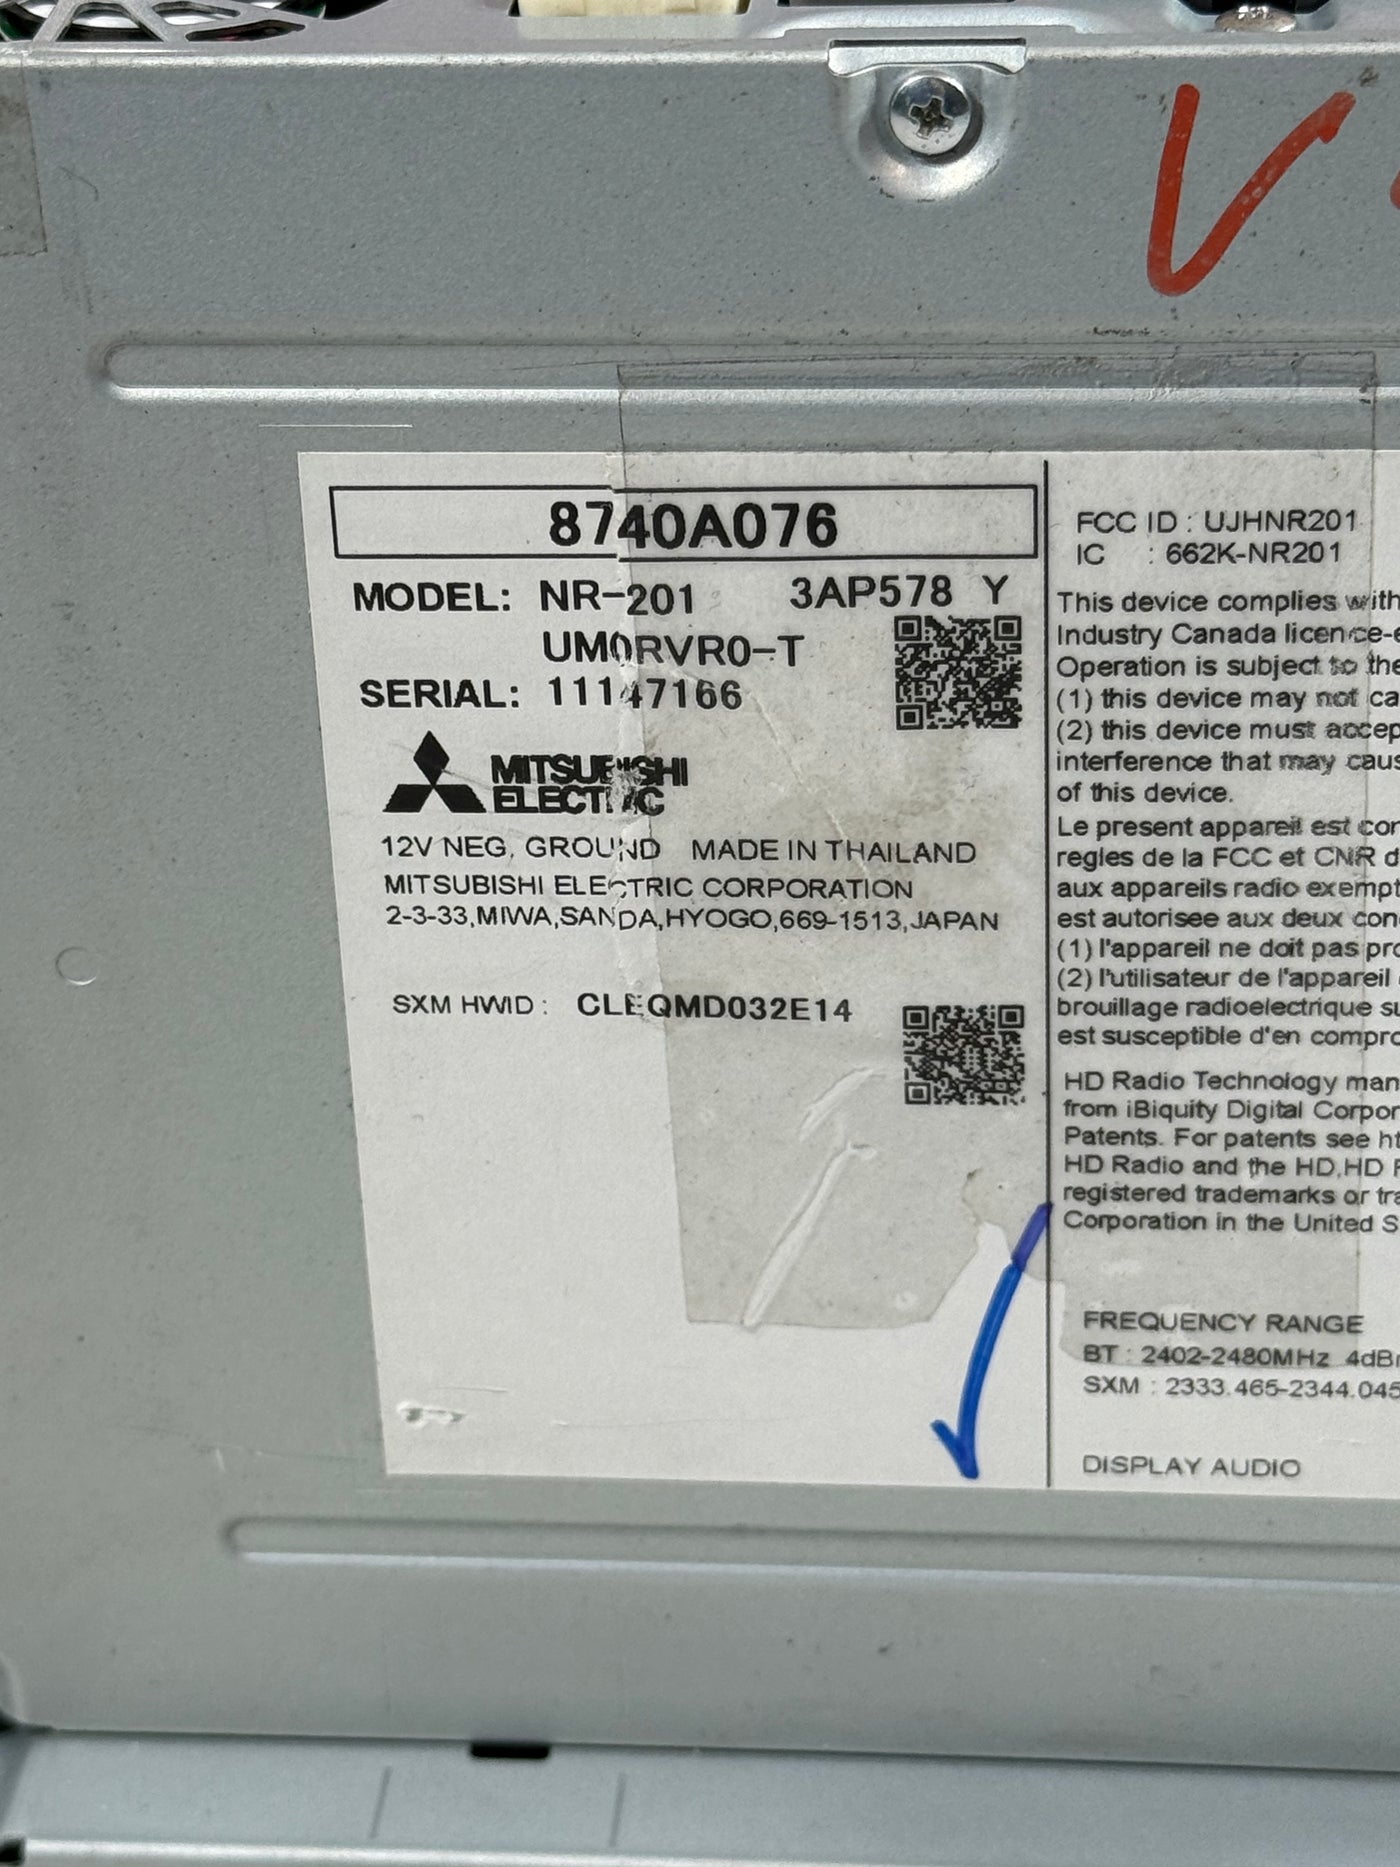 8740A076
MODEL: NR-201 3AP578 Y
UM0RVR0-T
SERIAL: 11147166
MITSUBISHI
ELECTRIC
12V NEG. GROUND MADE IN THAILAND
MITSUBISHI ELECTRIC CORPORATION
2-3-33,MIWA,SANDA,HYOGO,669-1513,JAPAN
SXM HWID: CLEQMD032E14
FCC ID : UJHNR201
IC : 662K-NR201
This device complies with
Industry Canada licence-e
Operation is subject to the
(1) this device may not ca
(2) this device must accep
interference that may caus
of this device.
Le present appareil est con
regles de la FCC et CNR d
aux appareils radio exempt
est autorisee aux deux con
(1) l'appareil ne doit pas pro
(2) l'utilisateur de l'appareil
brouillage radioelectrique su
est susceptible d'en compro
HD Radio Technology man
from iBiquity Digital Corpor
Patents. For patents see ht
HD Radio and the HD,HD R
registered trademarks or tra
Corporation in the United S
FREQUENCY RANGE
BT : 2402-2480MHz 4dBm
SXM : 2333.465-2344.045
DISPLAY AUDIO
V